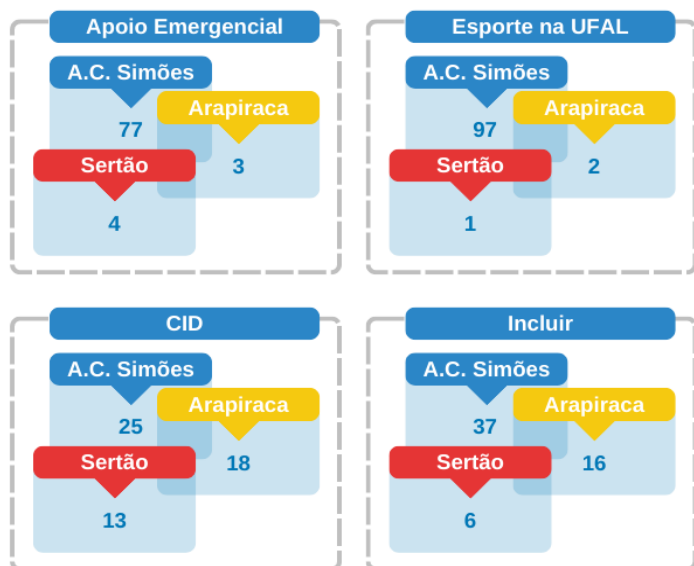 Apoio Emergencial
A.C. Simões
77
Arapiraca
3
Sertão
4
Esporte na UFAL
A.C. Simões
97
Arapiraca
2
Sertão
1
CID
A.C. Simões
25
Arapiraca
18
Sertão
13
Incluir
A.C. Simões
37
Arapiraca
16
Sertão
6